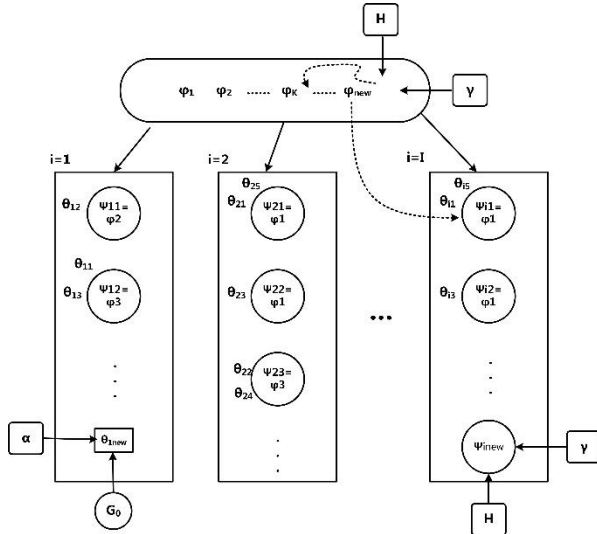 H
φ1 φ2 ...... φK ...... φnew
γ
i=1
i=2
i=I
θ12
Ψ11=
φ2
θ11
θ13
Ψ12=
φ3
α
θ1new
G0
θ25
θ21
Ψ21=
φ1
θ23
Ψ22=
φ1
θ22
θ24
Ψ23=
φ3
...
θi5
θi1
Ψi1=
φ1
θi3
Ψi2=
φ1
Ψinew
γ
H